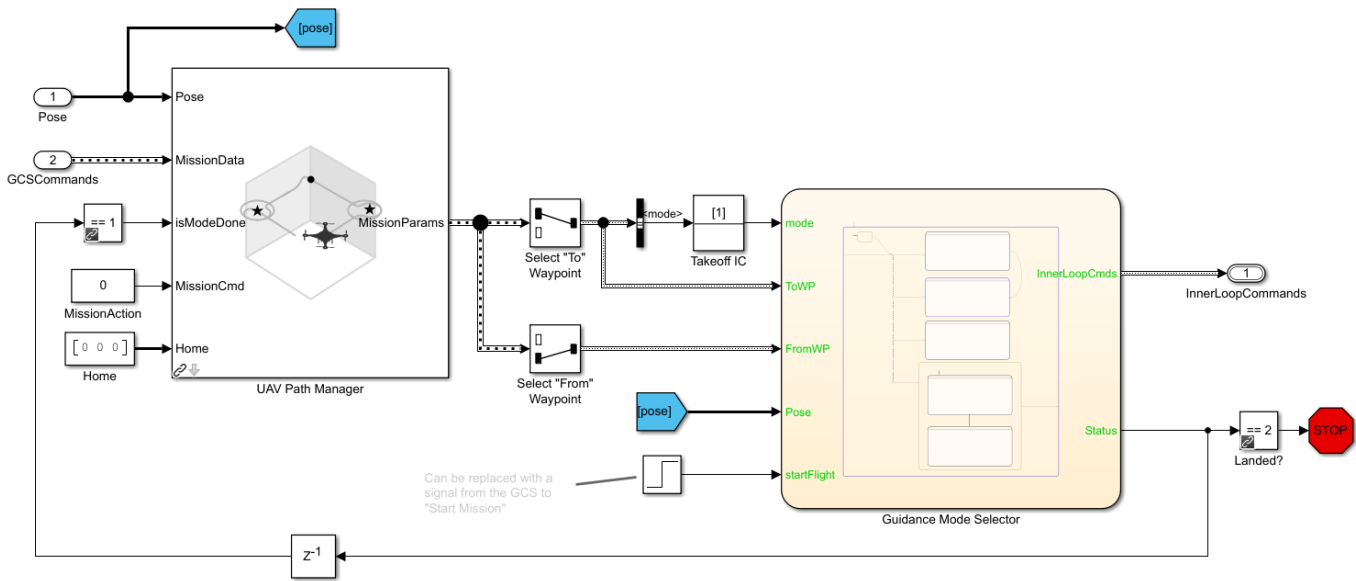 [pose]
1
Pose
Pose
2
GCSCommands
MissionData
== 1
isModeDone
MissionParams
0
MissionAction
MissionCmd
[ 0 0 0 ]
Home
Home
UAV Path Manager
Select "To"
Waypoint
<mode>
[1]
Takeoff IC
Select "From"
Waypoint
[pose]
Can be replaced with a
signal from the GCS to
"Start Mission"
mode
ToWP
FromWP
Pose
startFlight
InnerLoopCmds
Status
Guidance Mode Selector
1
InnerLoopCommands
== 2
Landed?
STOP
Z-1